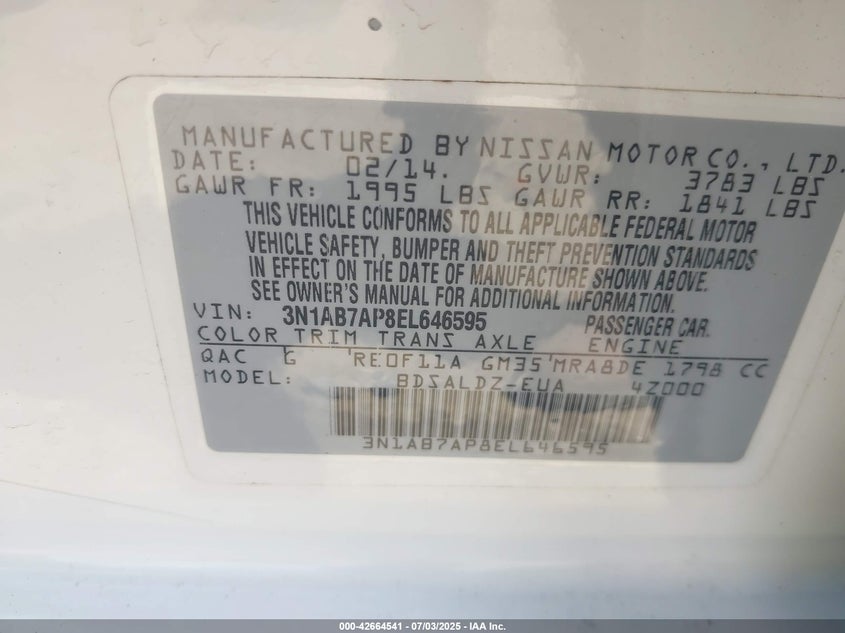 MANUFACTURED BY NISSAN MOTOR CO., LTD.
DATE: 02/14. GVWR: 3783 LBS
GAWR FR: 1995 LBS GAWR RR: 1841 LBS
THIS VEHICLE CONFORMS TO ALL APPLICABLE FEDERAL MOTOR
VEHICLE SAFETY, BUMPER AND THEFT PREVENTION STANDARDS
IN EFFECT ON THE DATE OF MANUFACTURE SHOWN ABOVE.
SEE OWNER'S MANUAL FOR ADDITIONAL INFORMATION.
VIN: 3N1AB7AP8EL646595 PASSENGER CAR.
COLOR TRIM TRANS AXLE ENGINE
QAC G 'RE0F11A GM35'MRA8DE 1798 CC
MODEL: BDSALDZ-EUA 4Z000
3N1AB7AP8EL646595
000-42664541 - 07/03/2025 - IAA Inc.